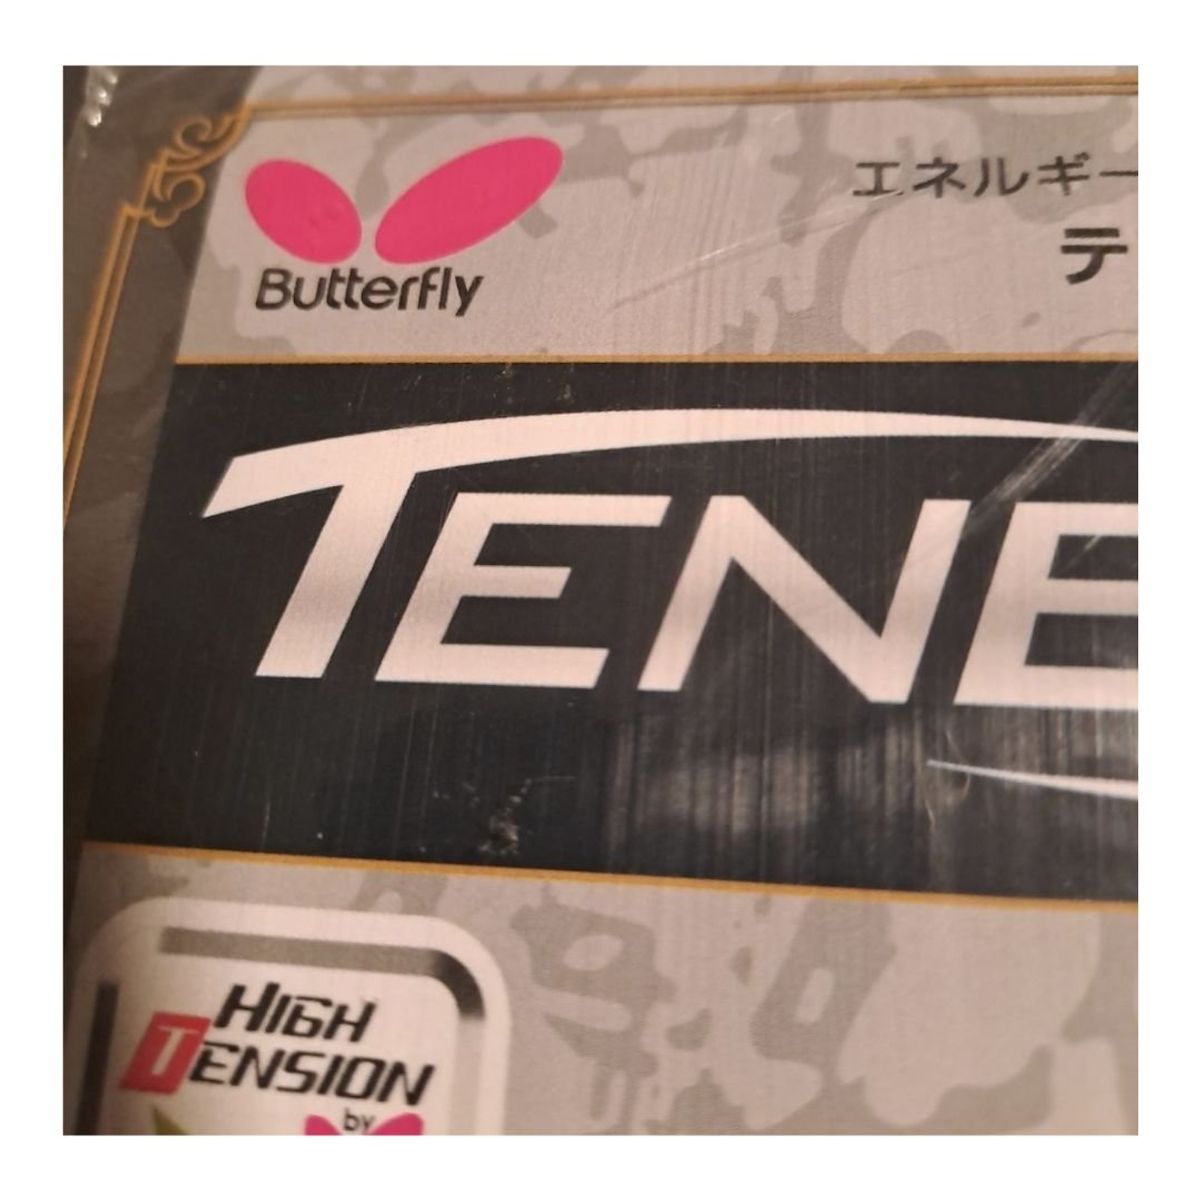 Butterfly
エネルギー
テ
TENE
HIGH
TENSION
by